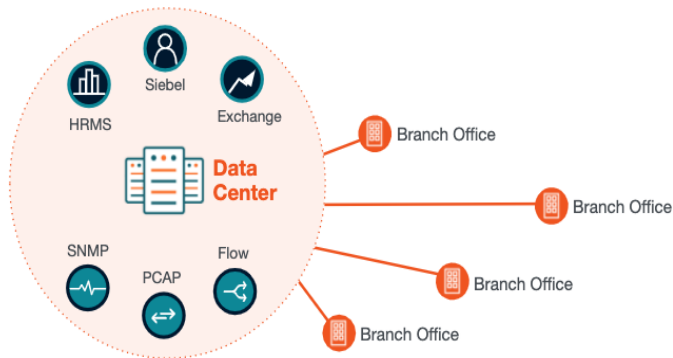 Siebel
HRMS
Exchange
Data
Center
SNMP
PCAP
Flow
Branch Office
Branch Office
Branch Office
Branch Office